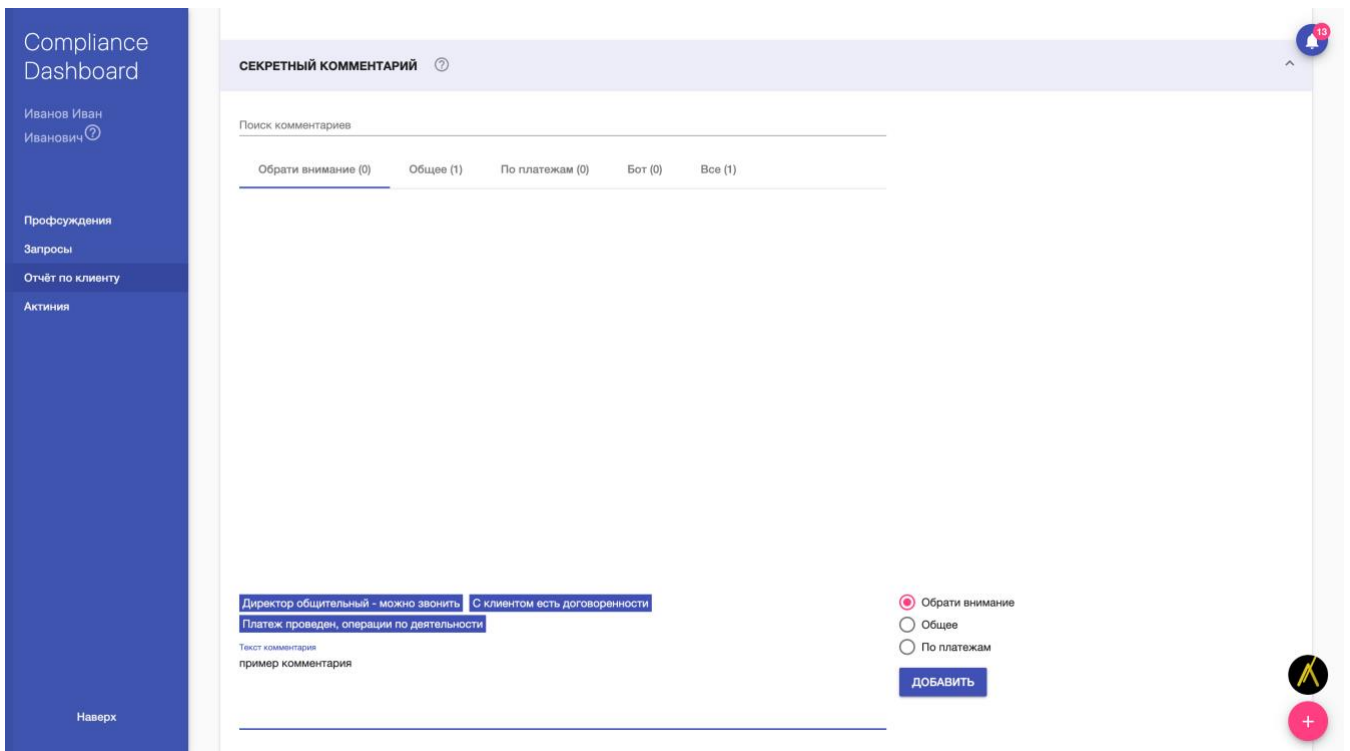 Compliance
Dashboard
Иванов Иван
Иванович
Профсуждения
Запросы
Отчёт по клиенту
Актиния
Наверх
13
СЕКРЕТНЫЙ КОММЕНТАРИЙ
Поиск комментариев
Обрати внимание (0) Общее (1) По платежам (0) Бот (0) Все (1)
Директор общительный - можно звонить С клиентом есть договоренности
Платеж проведен, операции по деятельности
Текст комментария
пример комментария
Обрати внимание
Общее
По платежам
ДОБАВИТЬ